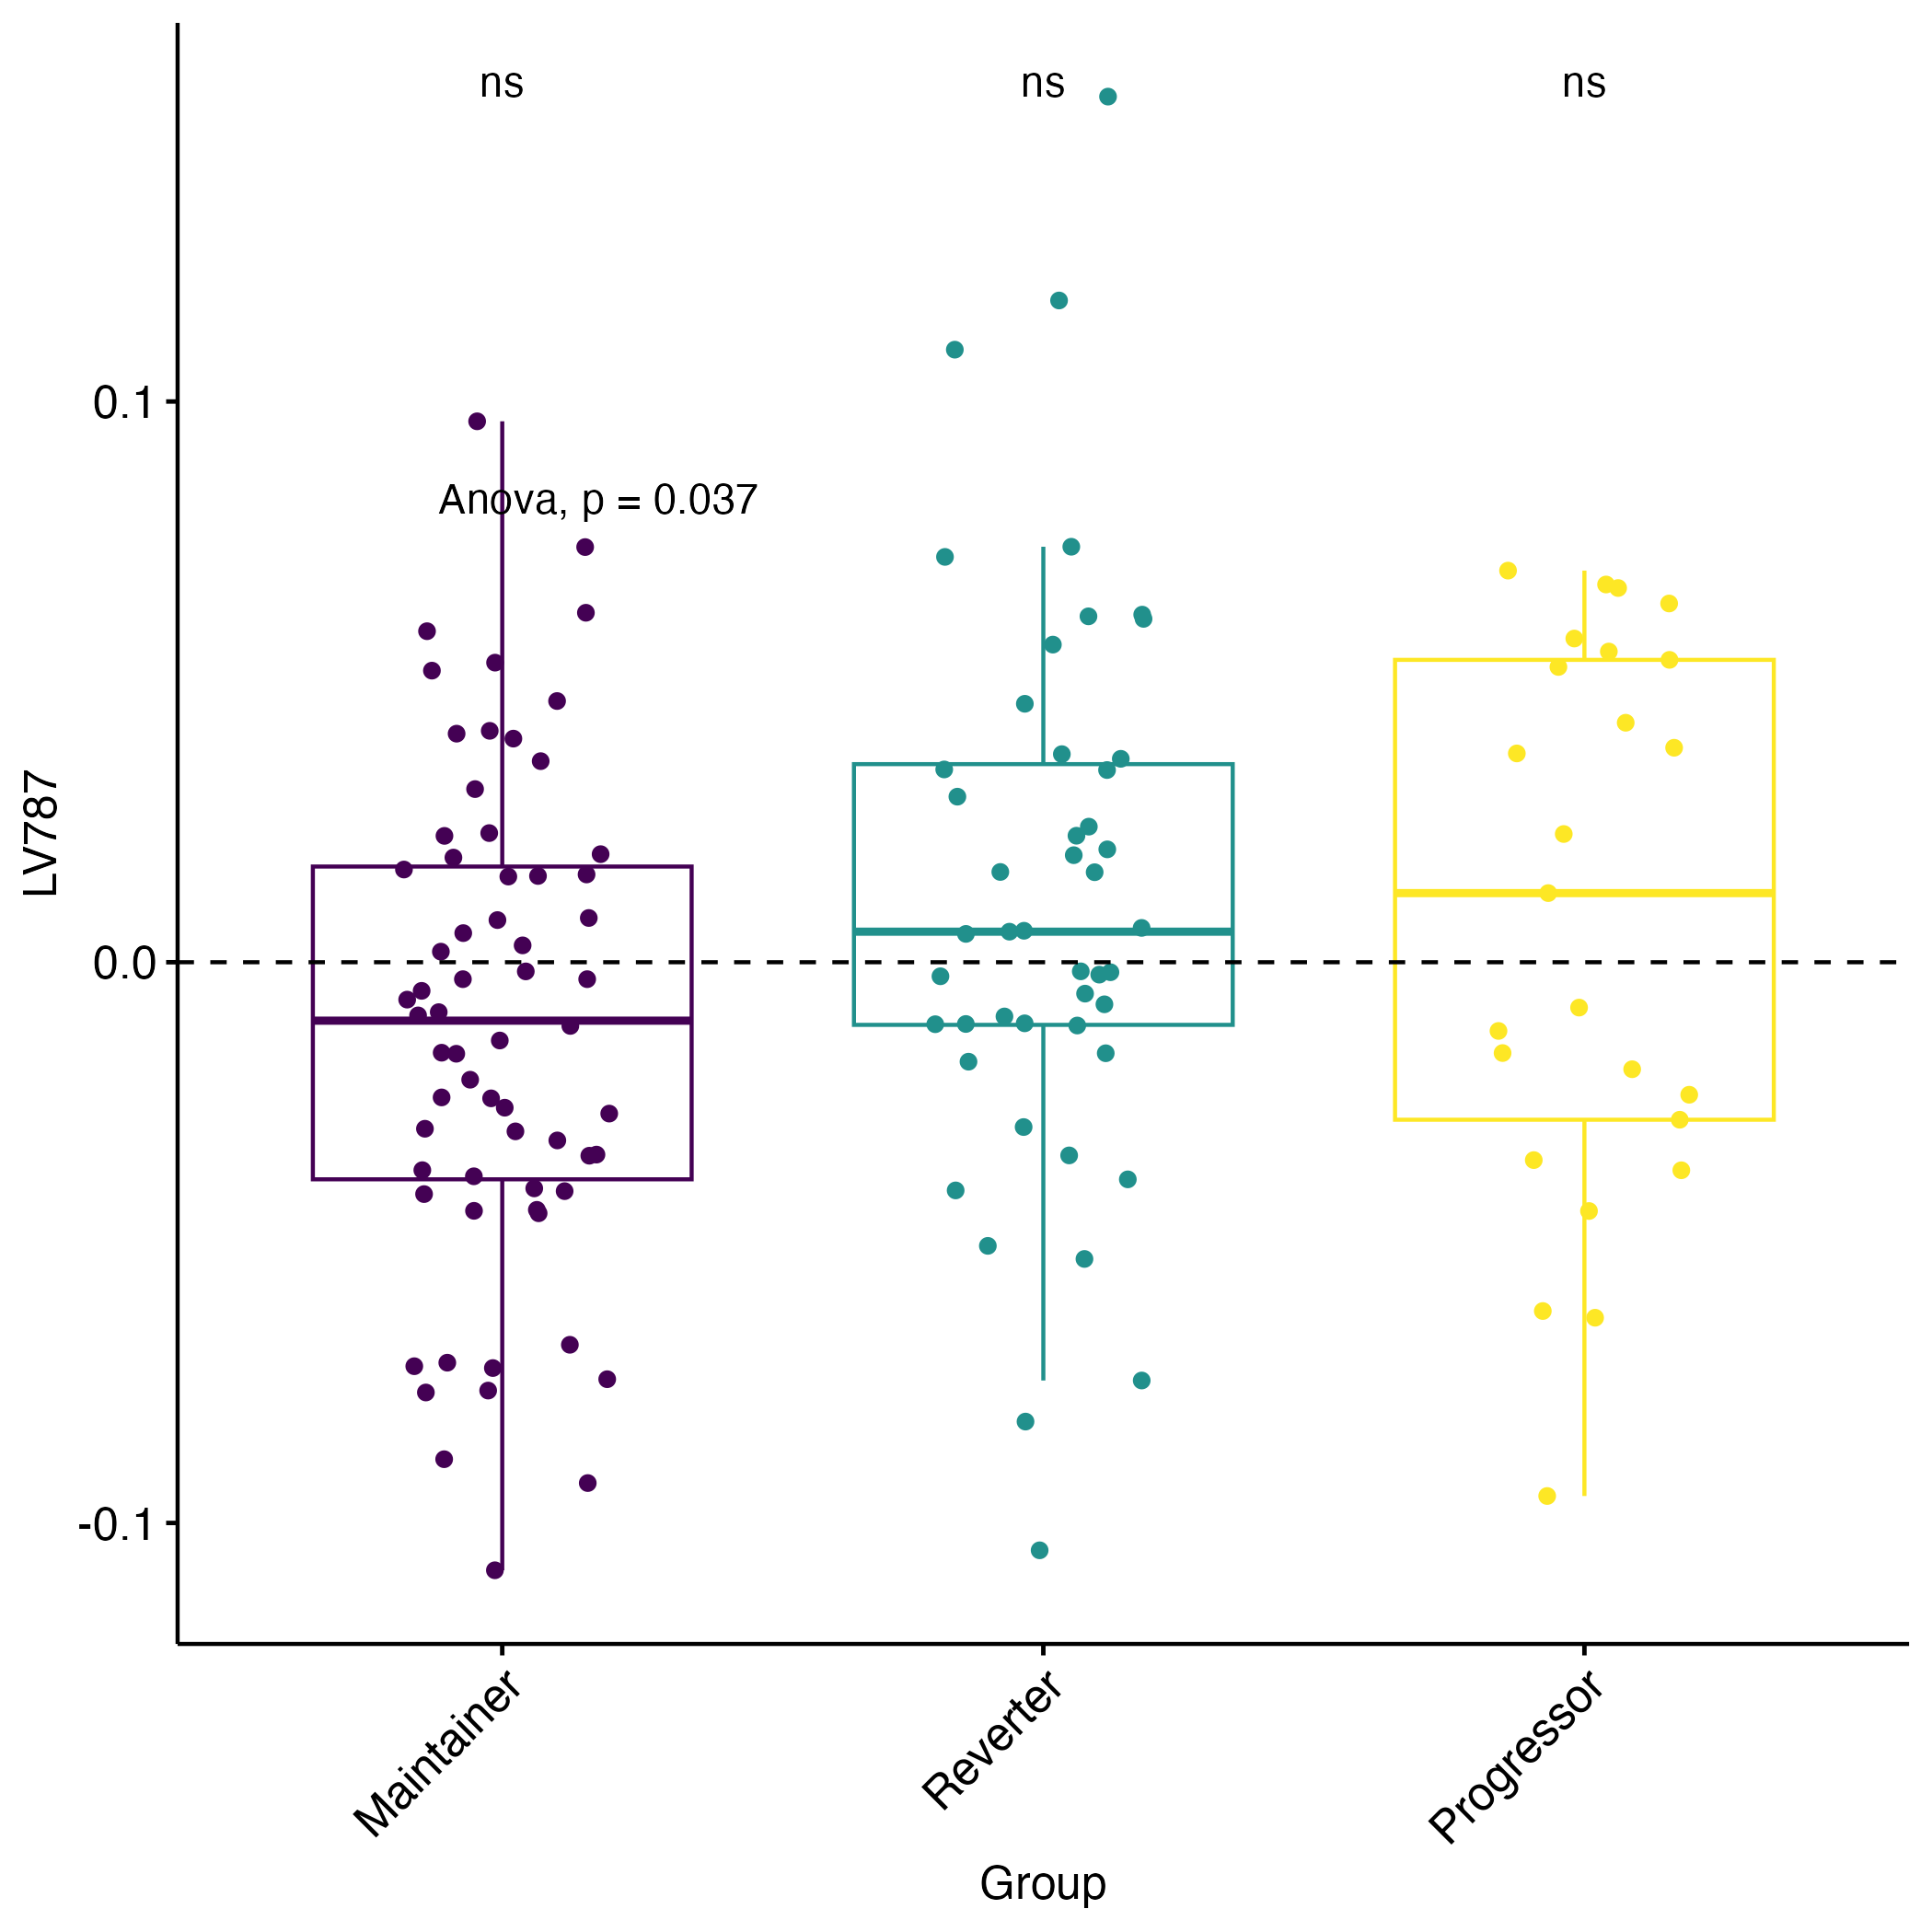 ns ns ns
0.1
Anova, p = 0.037
LV787
0.0
-0.1
Maintainer Reverter Progressor
Group